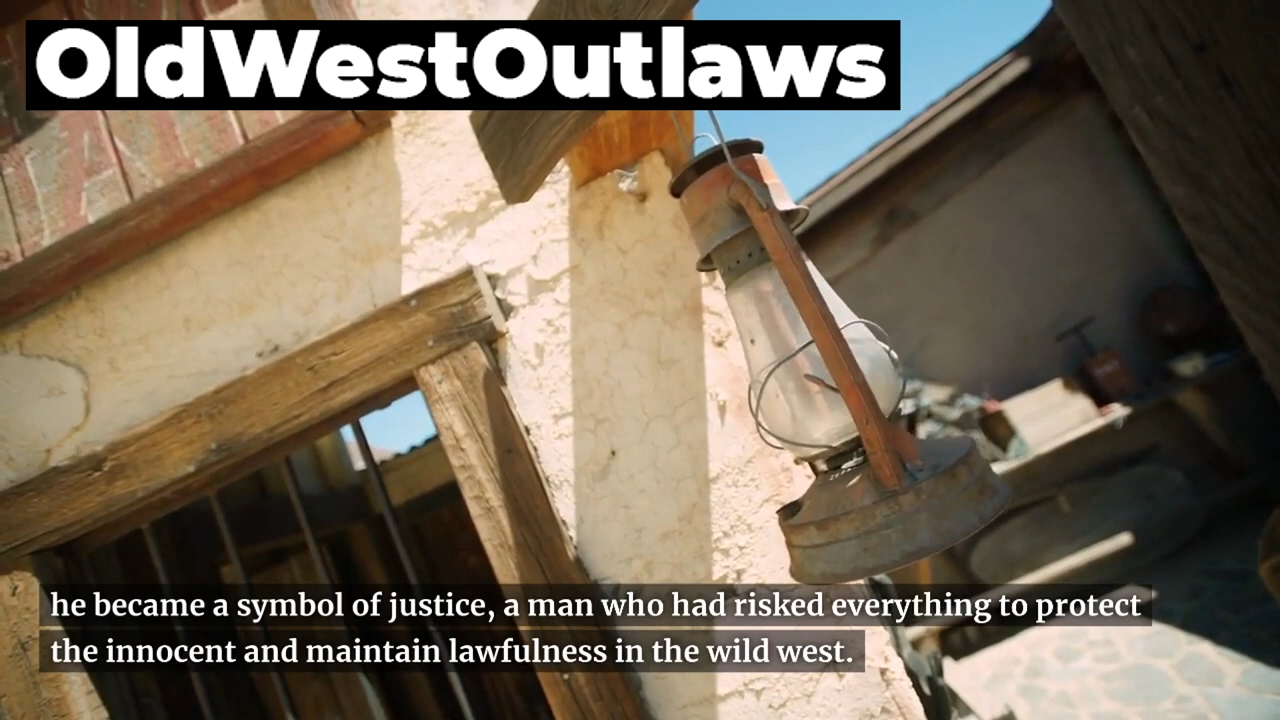 OldWestOutlaws
he became a symbol of justice, a man who had risked everything to protect
the innocent and maintain lawfulness in the wild west.